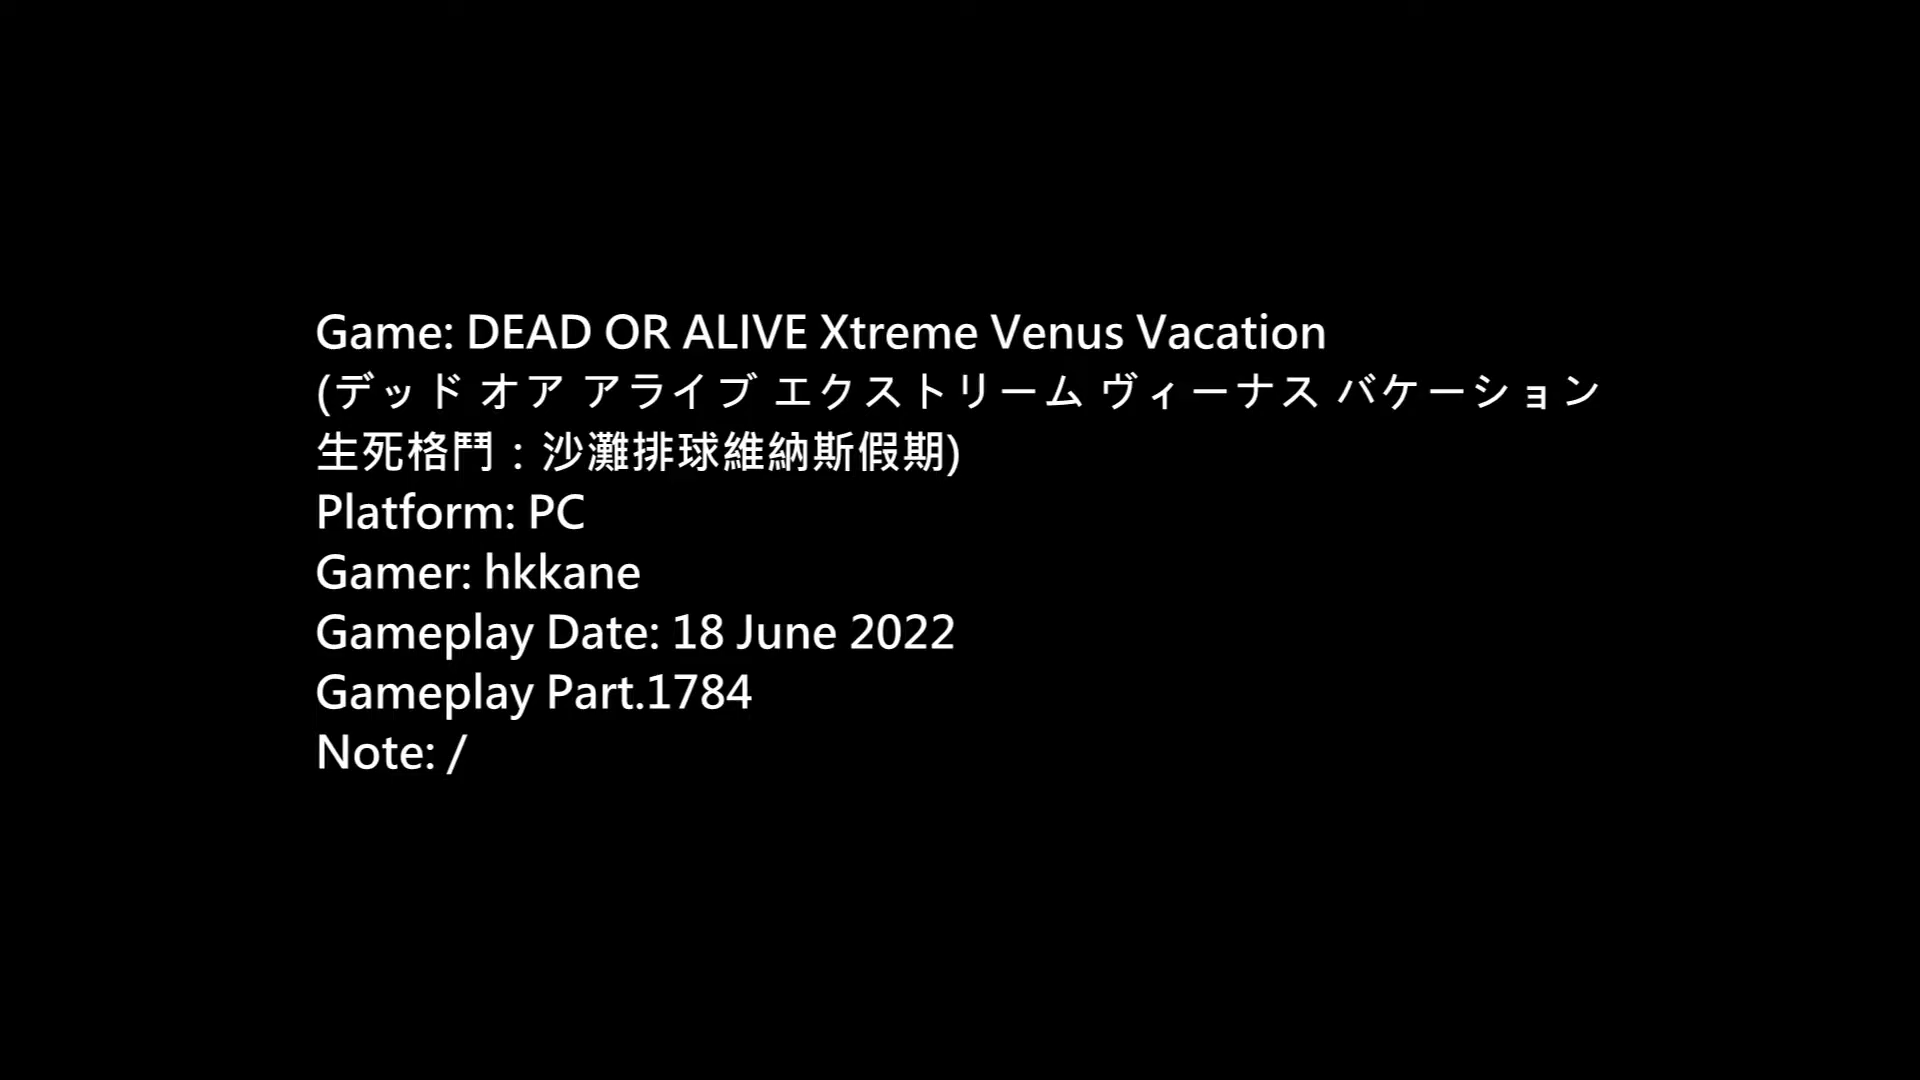 Game: DEAD OR ALIVE Xtreme Venus Vacation
(デッド オア アライブ エクストリーム ヴィーナス バケーション
生死格鬥：沙灘排球維納斯假期)
Platform: PC
Gamer: hkkane
Gameplay Date: 18 June 2022
Gameplay Part.1784
Note: /